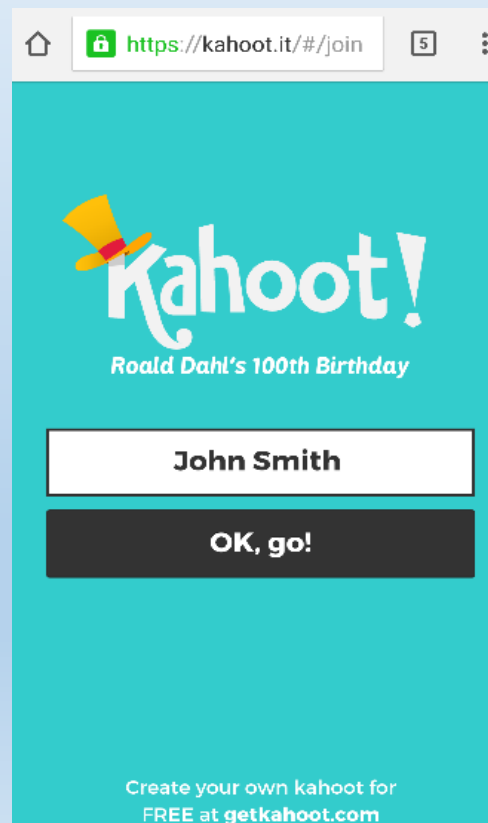 https://kahoot.it/#/join 5
Kahoot!
Roald Dahl's 100th Birthday
John Smith
OK, go!
Create your own kahoot for
FREE at getkahoot.com